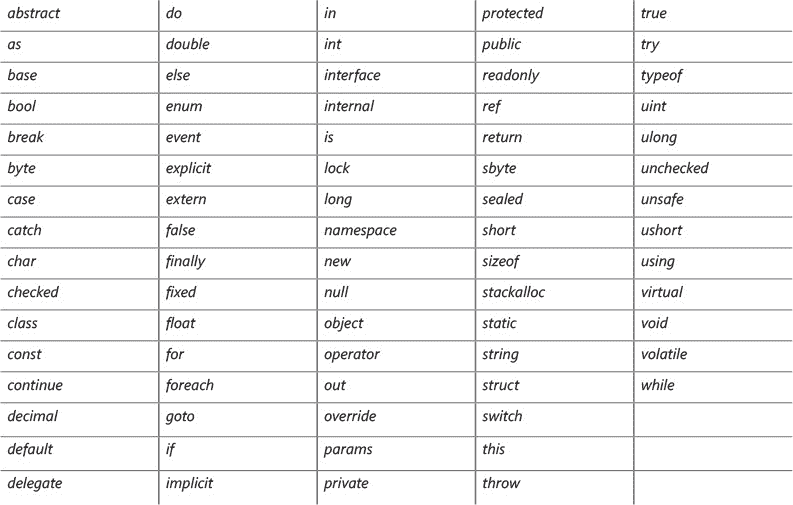 abstract do in protected true
as double int public try
base else interface readonly typeof
bool enum internal ref uint
break event is return ulong
byte explicit lock sbyte unchecked
case extern long sealed unsafe
catch false namespace short ushort
char finally new sizeof using
checked fixed null stackalloc virtual
class float object static void
const for operator string volatile
continue foreach out struct while
decimal goto override switch
default if params this
delegate implicit private throw